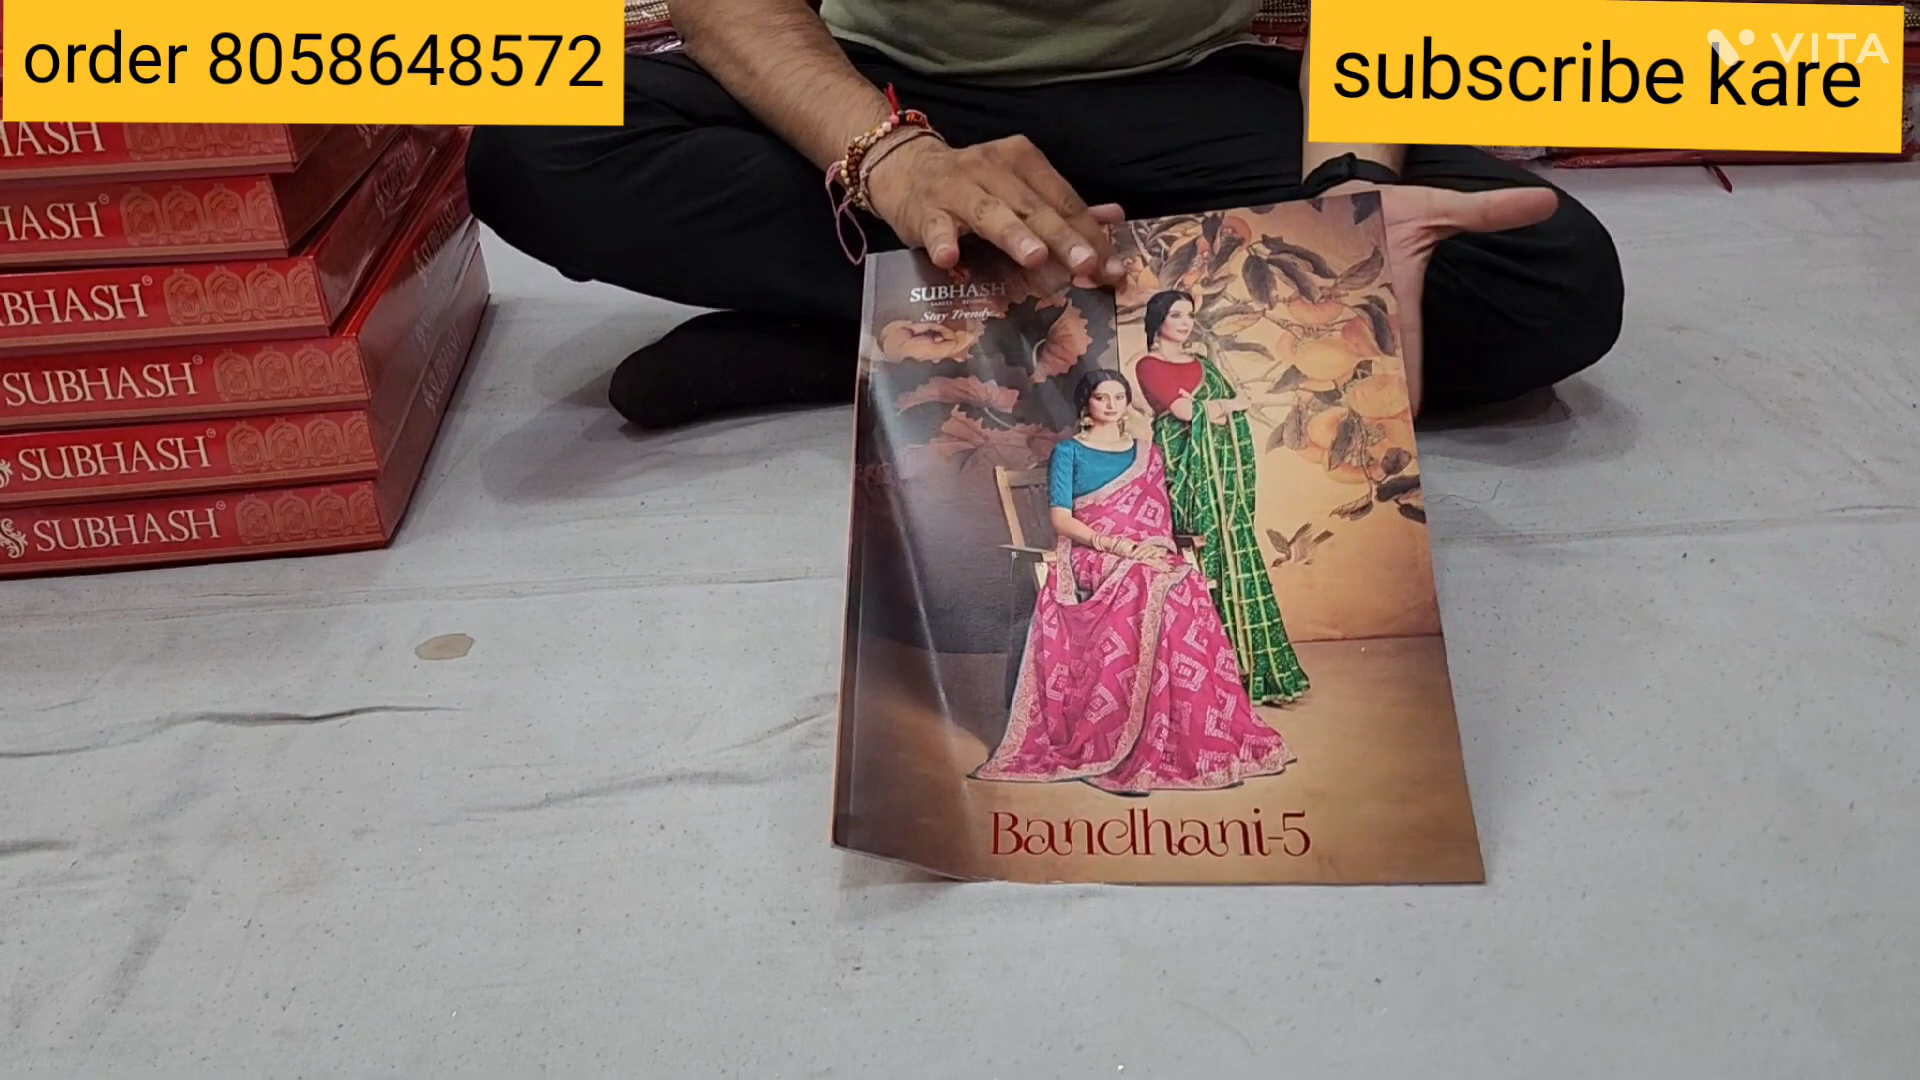 order 8058648572
subscribe kare
VITA
HASH
HASH
BHASH
SUBHASH
SUBHASH
SUBHASH
SUBHASH
Stay Trendy...
Bandhani-5